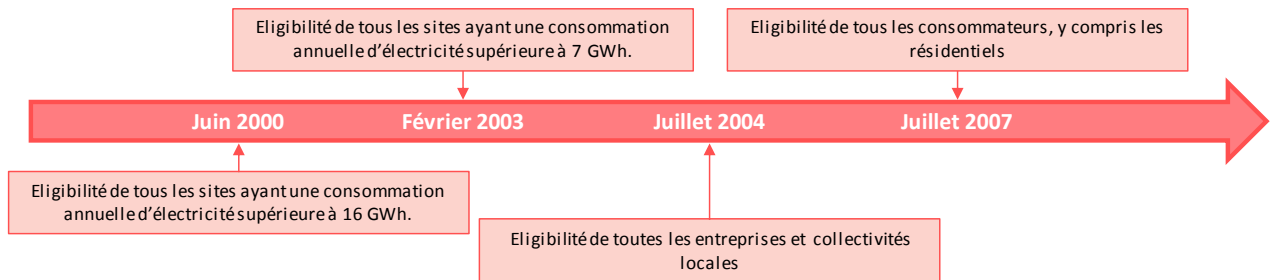 Eligibilité de tous les sites ayant une consommation
annuelle d'électricité supérieure à 7 GWh.
Eligibilité de tous les consommateurs, y compris les
résidentiels
Juin 2000
Février 2003
Juillet 2004
Juillet 2007
Eligibilité de tous les sites ayant une consommation
annuelle d'électricité supérieure à 16 GWh.
Eligibilité de toutes les entreprises et collectivités
locales